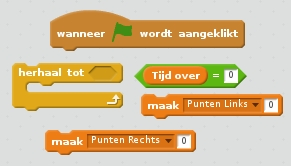 wanneer wordt aangeklikt
herhaal tot
Tijd over = 0
maak Punten Links 0
maak Punten Rechts 0